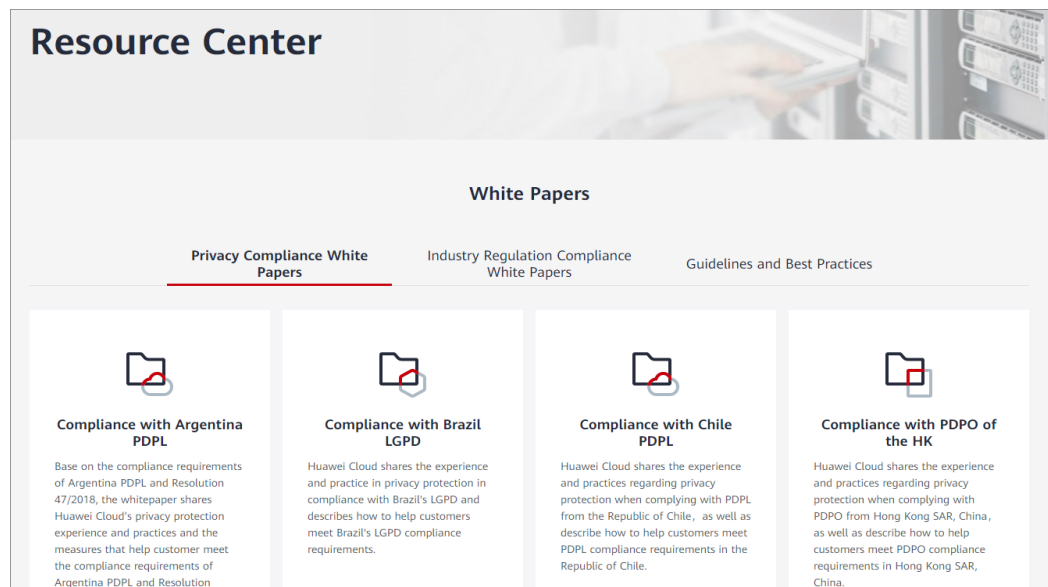 Resource Center
White Papers
Privacy Compliance White
Papers
Industry Regulation Compliance
White Papers
Guidelines and Best Practices
Compliance with Argentina
PDPL
Base on the compliance requirements
of Argentina PDPL and Resolution
47/2018, the whitepaper shares
Huawei Cloud's privacy protection
experience and practices and the
measures that help customer meet
the compliance requirements of
Argentina PDPL and Resolution
Compliance with Brazil
LGPD
Huawei Cloud shares the experience
and practice in privacy protection in
compliance with Brazil's LGPD and
describes how to help customers
meet Brazil's LGPD compliance
requirements.
Compliance with Chile
PDPL
Huawei Cloud shares the experience
and practices regarding privacy
protection when complying with PDPL
from the Republic of Chile，as well as
describe how to help customers meet
PDPL compliance requirements in the
Republic of Chile.
Compliance with PDPO of
the HK
Huawei Cloud shares the experience
and practices regarding privacy
protection when complying with
PDPO from Hong Kong SAR, China，
as well as describe how to help
customers meet PDPO compliance
requirements in Hong Kong SAR,
China.